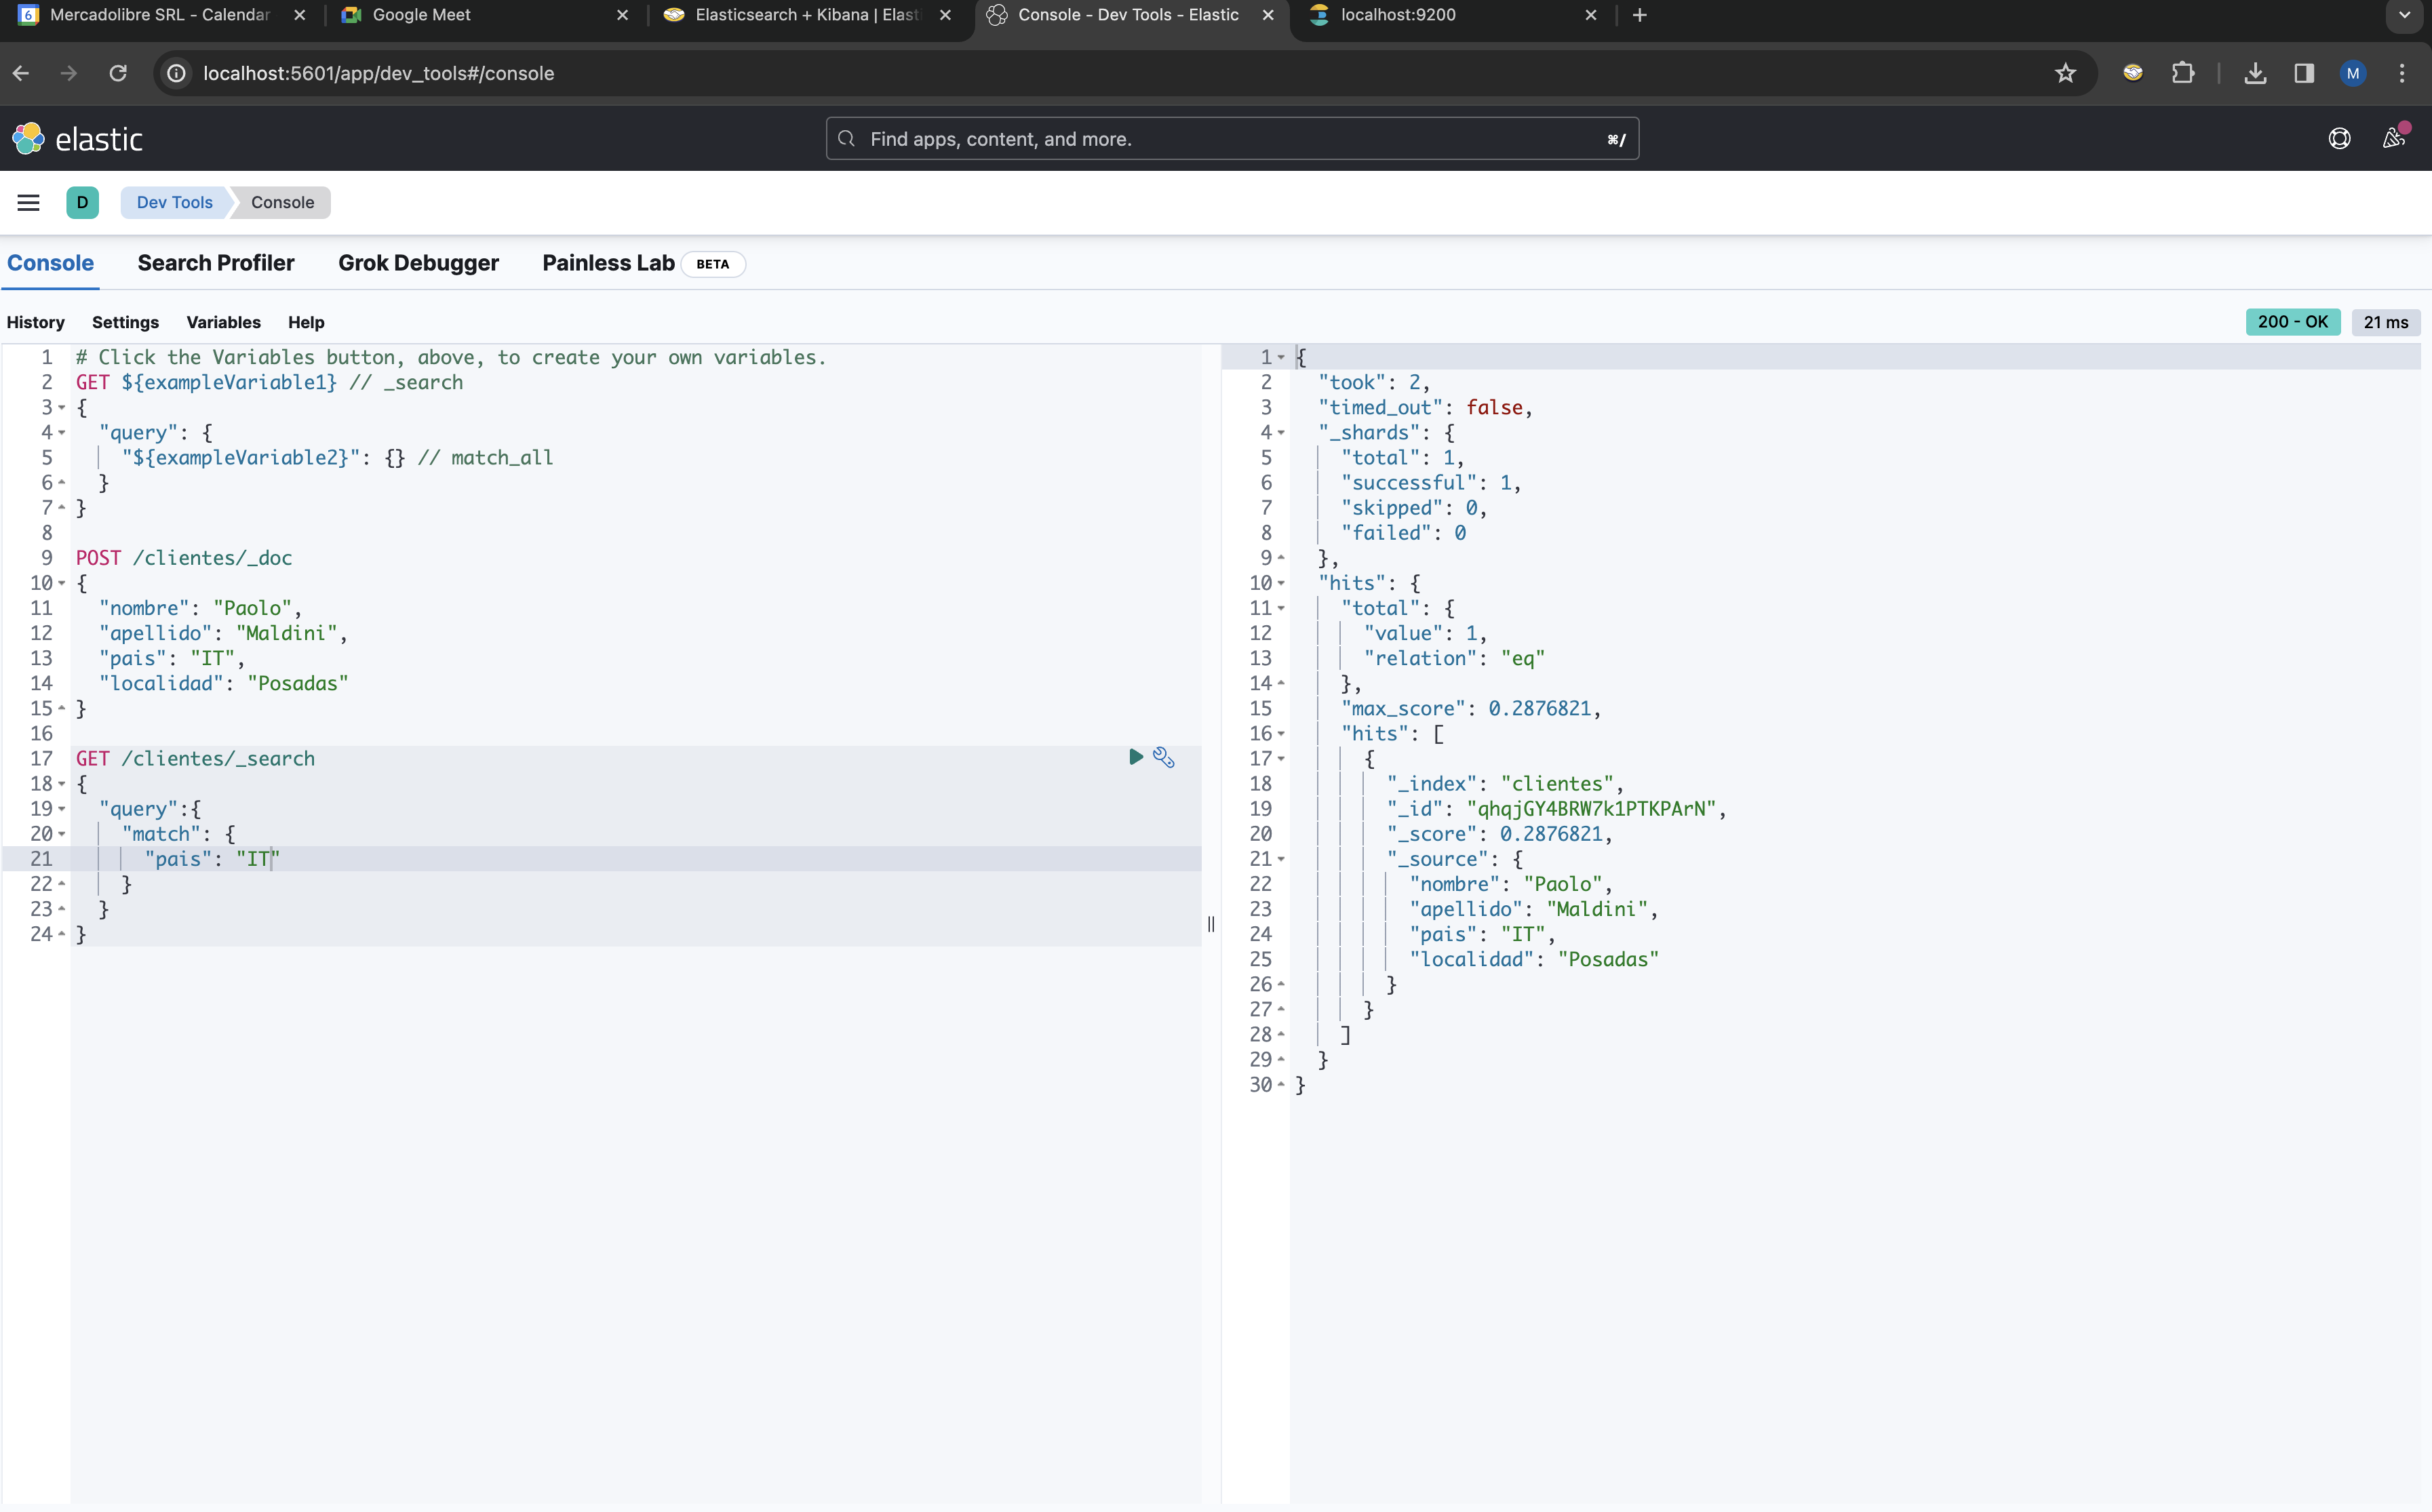 6 Mercadolibre SRL - Calendar
Google Meet
Elasticsearch + Kibana | Elasti
Console - Dev Tools - Elastic
localhost:9200
localhost:5601/app/dev_tools#/console
M
elastic
Find apps, content, and more.
⌘/
D
Dev Tools
Console
Console
Search Profiler
Grok Debugger
Painless Lab
BETA
History
Settings
Variables
Help
200 - OK
21 ms
1 # Click the Variables button, above, to create your own variables.
2 GET ${exampleVariable1} // _search
3 {
4 "query": {
5 "${exampleVariable2}": {} // match_all
6 }
7 }
8
9 POST /clientes/_doc
10 {
11 "nombre": "Paolo",
12 "apellido": "Maldini",
13 "pais": "IT",
14 "localidad": "Posadas"
15 }
16
17 GET /clientes/_search
18 {
19 "query":{
20 "match": {
21 "pais": "IT"
22 }
23 }
24 }
1 {
2 "took": 2,
3 "timed_out": false,
4 "_shards": {
5 "total": 1,
6 "successful": 1,
7 "skipped": 0,
8 "failed": 0
9 },
10 "hits": {
11 "total": {
12 "value": 1,
13 "relation": "eq"
14 },
15 "max_score": 0.2876821,
16 "hits": [
17 {
18 "_index": "clientes",
19 "_id": "qhqjGY4BRW7k1PTKPArN",
20 "_score": 0.2876821,
21 "_source": {
22 "nombre": "Paolo",
23 "apellido": "Maldini",
24 "pais": "IT",
25 "localidad": "Posadas"
26 }
27 }
28 ]
29 }
30 }